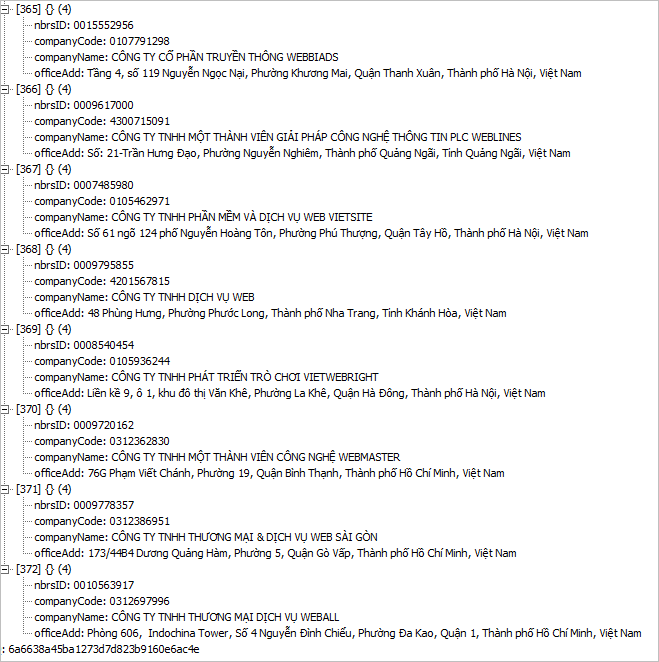 [365] {} (4)
nbrsID: 0015552956
companyCode: 0107791298
companyName: CÔNG TY CỔ PHẦN TRUYỀN THÔNG WEBBIADS
officeAdd: Tầng 4, số 119 Nguyễn Ngọc Nại, Phường Khương Mai, Quận Thanh Xuân, Thành phố Hà Nội, Việt Nam
[366] {} (4)
nbrsID: 0009617000
companyCode: 4300715091
companyName: CÔNG TY TNHH MỘT THÀNH VIÊN GIẢI PHÁP CÔNG NGHỆ THÔNG TIN PLC WEBLINES
officeAdd: Số: 21-Trần Hưng Đạo, Phường Nguyễn Nghiêm, Thành phố Quảng Ngãi, Tỉnh Quảng Ngãi, Việt Nam
[367] {} (4)
nbrsID: 0007485980
companyCode: 0105462971
companyName: CÔNG TY TNHH PHẦN MỀM VÀ DỊCH VỤ WEB VIETSITE
officeAdd: Số 61 ngõ 124 phố Nguyễn Hoàng Tôn, Phường Phú Thượng, Quận Tây Hồ, Thành phố Hà Nội, Việt Nam
[368] {} (4)
nbrsID: 0009795855
companyCode: 4201567815
companyName: CÔNG TY TNHH DỊCH VỤ WEB
officeAdd: 48 Phùng Hưng, Phường Phước Long, Thành phố Nha Trang, Tỉnh Khánh Hòa, Việt Nam
[369] {} (4)
nbrsID: 0008540454
companyCode: 0105936244
companyName: CÔNG TY TNHH PHÁT TRIỂN TRÒ CHƠI VIETWEBRIGHT
officeAdd: Liền kề 9, ô 1, khu đô thị Văn Khê, Phường La Khê, Quận Hà Đông, Thành phố Hà Nội, Việt Nam
[370] {} (4)
nbrsID: 0009720162
companyCode: 0312362830
companyName: CÔNG TY TNHH MỘT THÀNH VIÊN CÔNG NGHỆ WEBMASTER
officeAdd: 76G Phạm Viết Chánh, Phường 19, Quận Bình Thạnh, Thành phố Hồ Chí Minh, Việt Nam
[371] {} (4)
nbrsID: 0009778357
companyCode: 0312386951
companyName: CÔNG TY TNHH THƯƠNG MẠI & DỊCH VỤ WEB SÀI GÒN
officeAdd: 173/44B4 Dương Quảng Hàm, Phường 5, Quận Gò Vấp, Thành phố Hồ Chí Minh, Việt Nam
[372] {} (4)
nbrsID: 0010563917
companyCode: 0312697996
companyName: CÔNG TY TNHH THƯƠNG MẠI DỊCH VỤ WEBALL
officeAdd: Phòng 606,  Indochina Tower, Số 4 Nguyễn Đình Chiểu, Phường Đa Kao, Quận 1, Thành phố Hồ Chí Minh, Việt Nam
: 6a6638a45ba1273d7d823b9160e6ac4e